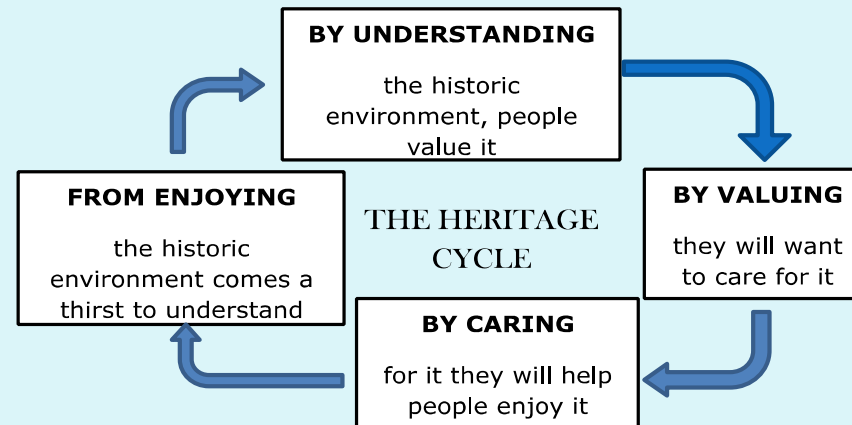 BY UNDERSTANDING
the historic
environment, people
value it
BY VALUING
they will want
to care for it
BY CARING
for it they will help
people enjoy it
FROM ENJOYING
the historic
environment comes a
thirst to understand
THE HERITAGE
CYCLE